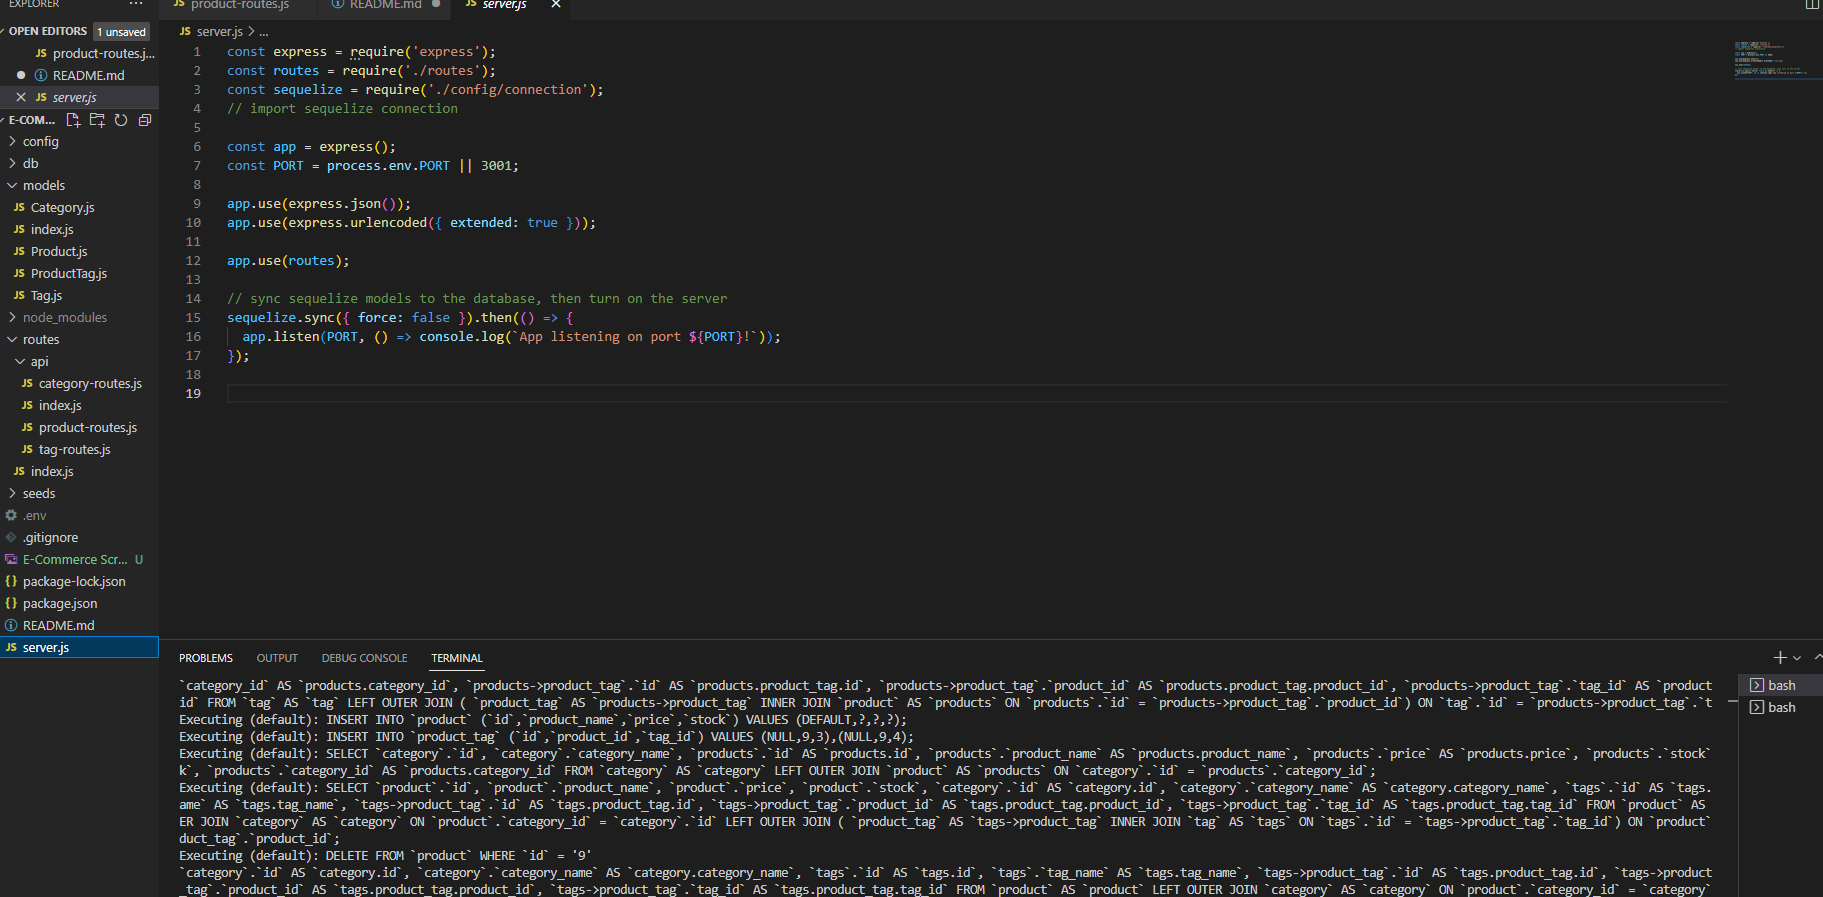 EXPLORER
···
JS product-routes.js
README.md
JS server.js
OPEN EDITORS
1 unsaved
JS product-routes.j...
README.md
JS server.js
E-COM...
config
db
models
JS Category.js
JS index.js
JS Product.js
JS ProductTag.js
JS Tag.js
node_modules
routes
api
JS category-routes.js
JS index.js
JS product-routes.js
JS tag-routes.js
JS index.js
seeds
.env
.gitignore
E-Commerce Scr... U
{} package-lock.json
{} package.json
README.md
JS server.js
JS server.js > ...
1 const express = require('express');
2 const routes = require('./routes');
3 const sequelize = require('./config/connection');
4 // import sequelize connection
5
6 const app = express();
7 const PORT = process.env.PORT || 3001;
8
9 app.use(express.json());
10 app.use(express.urlencoded({ extended: true }));
11
12 app.use(routes);
13
14 // sync sequelize models to the database, then turn on the server
15 sequelize.sync({ force: false }).then(() => {
16 app.listen(PORT, () => console.log(`App listening on port ${PORT}!`));
17 });
18
19
PROBLEMS OUTPUT DEBUG CONSOLE TERMINAL
`category_id` AS `products.category_id`, `products->product_tag`.`id` AS `products.product_tag.id`, `products->product_tag`.`product_id` AS `products.product_tag.product_id`, `products->product_tag`.`tag_id` AS `product
id` FROM `tag` AS `tag` LEFT OUTER JOIN ( `product_tag` AS `products->product_tag` INNER JOIN `product` AS `products` ON `products`.`id` = `products->product_tag`.`product_id`) ON `tag`.`id` = `products->product_tag`.`t
Executing (default): INSERT INTO `product` (`id`,`product_name`,`price`,`stock`) VALUES (DEFAULT,?,?,?);
Executing (default): INSERT INTO `product_tag` (`id`,`product_id`,`tag_id`) VALUES (NULL,9,3),(NULL,9,4);
Executing (default): SELECT `category`.`id`, `category`.`category_name`, `products`.`id` AS `products.id`, `products`.`product_name` AS `products.product_name`, `products`.`price` AS `products.price`, `products`.`stock`
k`, `products`.`category_id` AS `products.category_id` FROM `category` AS `category` LEFT OUTER JOIN `product` AS `products` ON `category`.`id` = `products`.`category_id`;
Executing (default): SELECT `product`.`id`, `product`.`product_name`, `product`.`price`, `product`.`stock`, `category`.`id` AS `category.id`, `category`.`category_name` AS `category.category_name`, `tags`.`id` AS `tags.
ame` AS `tags.tag_name`, `tags->product_tag`.`id` AS `tags.product_tag.id`, `tags->product_tag`.`product_id` AS `tags.product_tag.product_id`, `tags->product_tag`.`tag_id` AS `tags.product_tag.tag_id` FROM `product` AS
ER JOIN `category` AS `category` ON `product`.`category_id` = `category`.`id` LEFT OUTER JOIN ( `product_tag` AS `tags->product_tag` INNER JOIN `tag` AS `tags` ON `tags`.`id` = `tags->product_tag`.`tag_id`) ON `product`
duct_tag`.`product_id`;
Executing (default): DELETE FROM `product` WHERE `id` = '9'
`category`.`id` AS `category.id`, `category`.`category_name` AS `category.category_name`, `tags`.`id` AS `tags.id`, `tags`.`tag_name` AS `tags.tag_name`, `tags->product_tag`.`id` AS `tags.product_tag.id`, `tags->product
_tag`.`product_id` AS `tags.product_tag.product_id`, `tags->product_tag`.`tag_id` AS `tags.product_tag.tag_id` FROM `product` AS `product` LEFT OUTER JOIN `category` AS `category` ON `product`.`category_id` = `category`
bash
bash